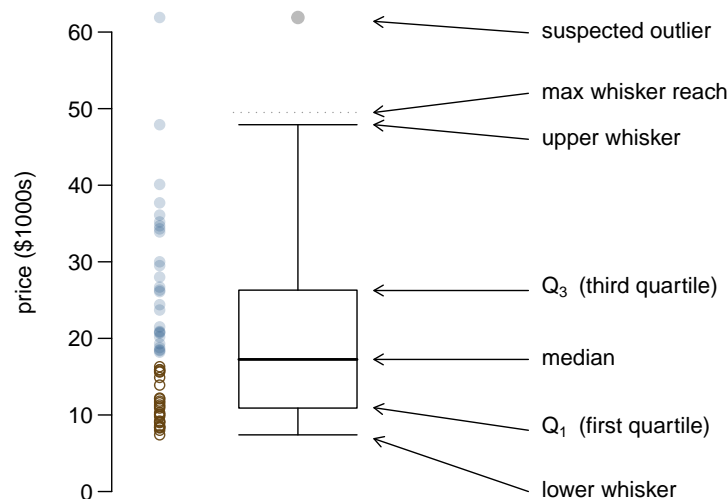 60
50
40
30
20
10
0
price ($1000s)
suspected outlier
max whisker reach
upper whisker
Q₃ (third quartile)
median
Q₁ (first quartile)
lower whisker